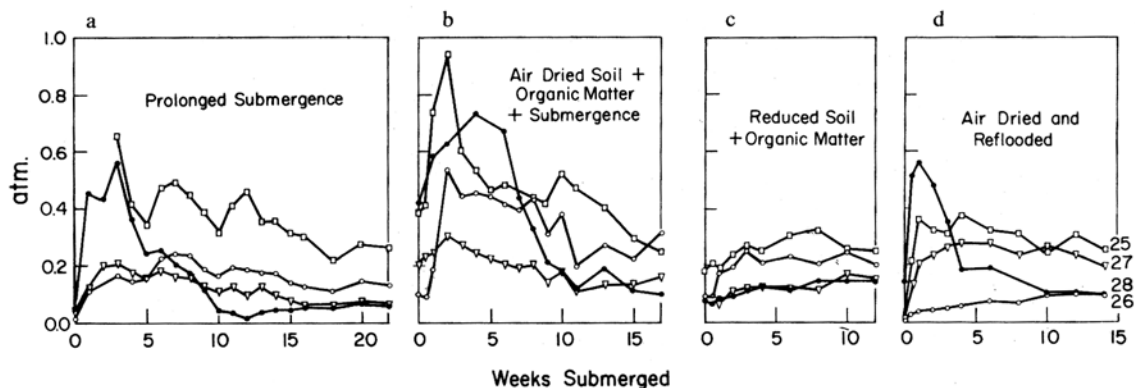 a
b
c
d
1.0
0.8
0.6
0.4
0.2
0.0
atm.
Prolonged Submergence
Air Dried Soil +
Organic Matter
+ Submergence
Reduced Soil
+ Organic Matter
Air Dried and
Reflooded
25
27
28
26
0 5 10 15 20
0 5 10 15
0 5 10
0 5 10 15
Weeks Submerged